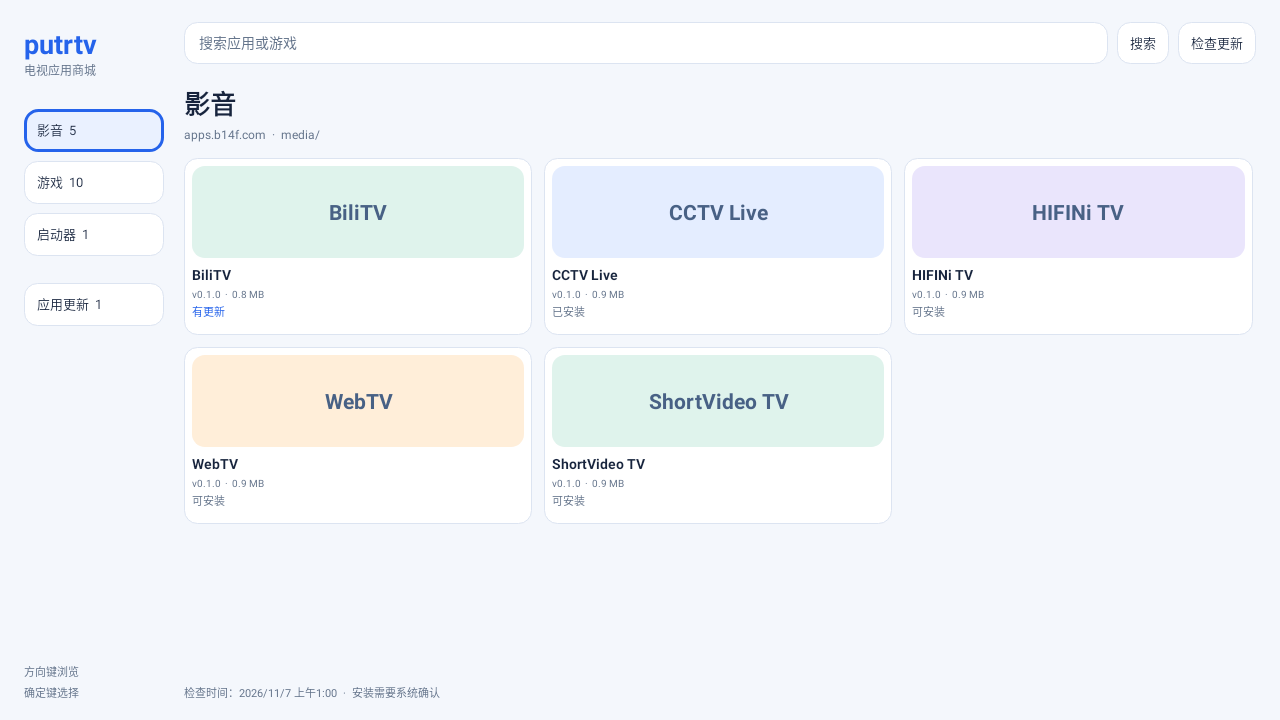 putrtv
电视应用商城
影音 5
游戏 10
启动器 1
应用更新 1
方向键浏览
确定键选择
搜索应用或游戏
搜索
检查更新
影音
apps.b14f.com · media/
BiliTV
BiliTV
v0.1.0 · 0.8 MB
有更新
CCTV Live
CCTV Live
v0.1.0 · 0.9 MB
已安装
HIFINi TV
HIFINi TV
v0.1.0 · 0.9 MB
可安装
WebTV
WebTV
v0.1.0 · 0.9 MB
可安装
ShortVideo TV
ShortVideo TV
v0.1.0 · 0.9 MB
可安装
检查时间：2026/11/7 上午1:00 · 安装需要系统确认